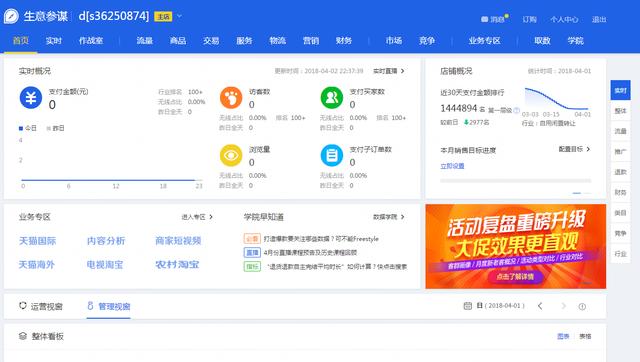 生意参谋 d[s36250874] 主店
消息 订购 个人中心 退出
首页 实时 作战室 流量 商品 交易 服务 物流 营销 财务 市场 竞争 业务专区 取数 学院
实时概况 更新时间：2018-04-02 22:37:39 实时直播
支付金额(元)
0
行业排名 100+
无线占比 0.00%
昨日全天 0
访客数
0
无线占比 0.00%
昨日全天 0
支付买家数
0
排名 100+ 无线占比 0.00% 排名 100+
昨日全天 0
今日 昨日
4
2
0 6 12 18 23
浏览量
0
无线占比 0.00%
昨日全天 0
支付子订单数
0
无线占比 0.00%
昨日全天 0
店铺概况 统计时间：2018-04-01
近30天支付金额排行
1444894 名 第一层级
较前日 2977名
03-03 03-15 04-01
行业：自用闲置转让
本月销售目标进度 配置目标
立即设置
实时
整体
流量
推广
退款
财务
类目
竞争
行业
业务专区 进入专区
天猫国际 内容分析 商家短视频
天猫海外 电视淘宝 农村淘宝
学院早知道 数据学院
必看 打造爆款要关注哪些数据？可不能Freestyle
直播 4月份直播课程预告及历史课程回顾
指标 “退货退款自主完结平均时长”如何计算？快点击搜索
活动复盘重磅升级
大促效果更直观
客群画像 / 月度新老客概况 / 活动类型对比 / 行业对比
点击了解详情
运营视窗 管理视窗 日 (2018-04-01)
整体看板 图表 表格